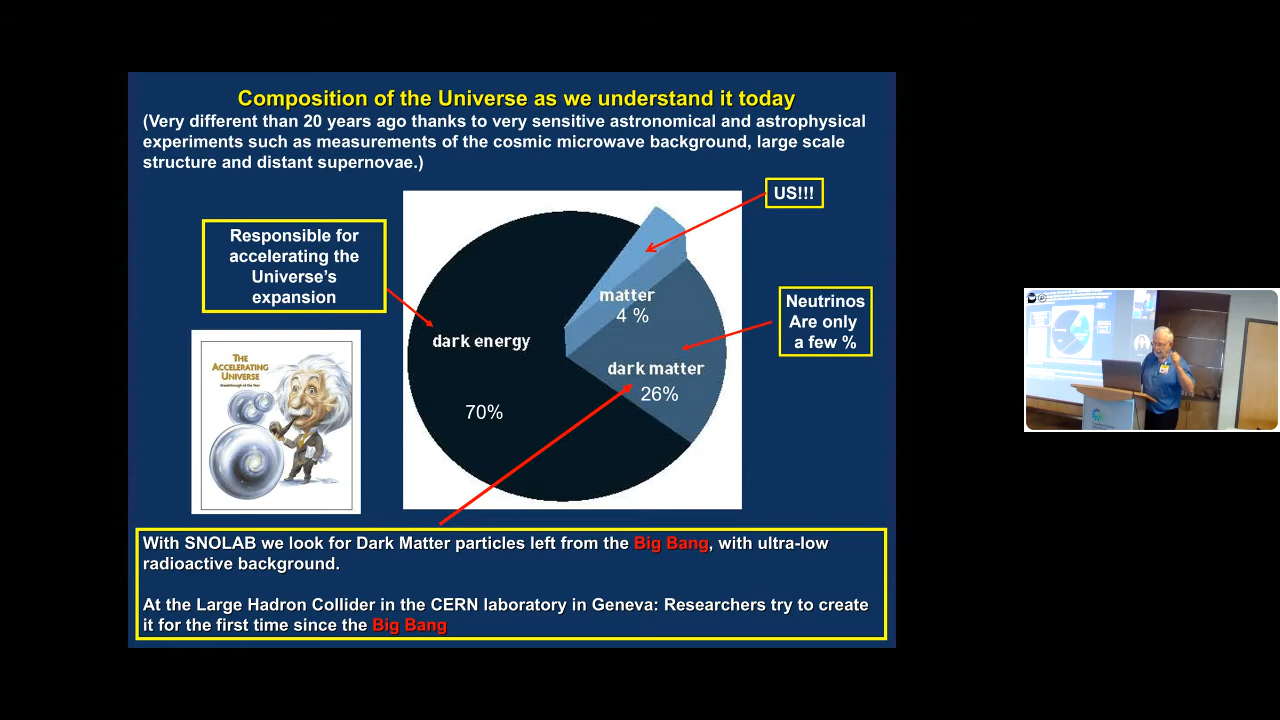 Composition of the Universe as we understand it today
(Very different than 20 years ago thanks to very sensitive astronomical and astrophysical
experiments such as measurements of the cosmic microwave background, large scale
structure and distant supernovae.)
US!!!
Responsible for
accelerating the
Universe's
expansion
matter
4 %
Neutrinos
Are only
a few %
dark energy
70%
dark matter
26%
THE
ACCELERATING
UNIVERSE
Breakthrough of the Year
With SNOLAB we look for Dark Matter particles left from the Big Bang, with ultra-low
radioactive background.
At the Large Hadron Collider in the CERN laboratory in Geneva: Researchers try to create
it for the first time since the Big Bang